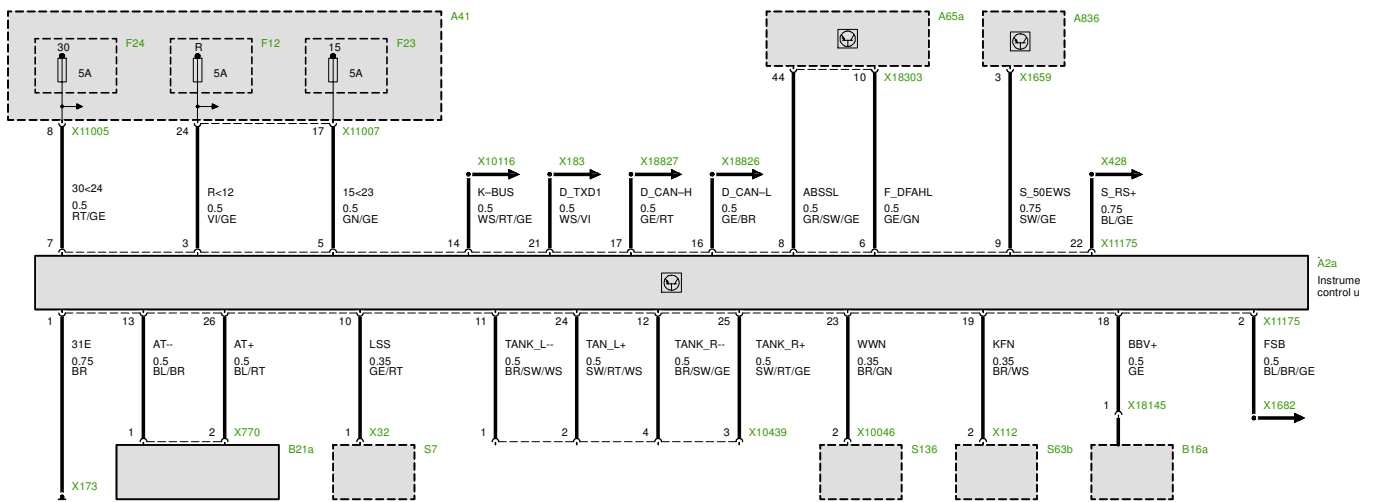 A41
A65a
A836
F24
F12
F23
30
R
15
5A
5A
5A
44
10
X18303
3
X1659
8
X11005
24
17
X11007
X10116
X183
X18827
X18826
X428
30<24
0.5
RT/GE
R<12
0.5
VI/GE
15<23
0.5
GN/GE
K–BUS
0.5
WS/RT/GE
D_TXD1
0.5
WS/VI
D_CAN–H
0.5
GE/RT
D_CAN–L
0.5
GE/BR
ABSSL
0.5
GR/SW/GE
F_DFAHL
0.5
GE/GN
S_50EWS
0.75
SW/GE
S_RS+
0.75
BL/GE
7
3
5
14
21
17
16
8
6
9
22
X11175
A2a
Instrume
control u
1
13
26
10
11
24
12
25
23
19
18
2
X11175
31E
0.75
BR
AT--
0.5
BL/BR
AT+
0.5
BL/RT
LSS
0.35
GE/RT
TANK_L--
0.5
BR/SW/WS
TAN_L+
0.5
SW/RT/WS
TANK_R--
0.5
BR/SW/GE
TANK_R+
0.5
SW/RT/GE
WWN
0.35
BR/GN
KFN
0.35
BR/WS
BBV+
0.5
GE
FSB
0.5
BL/BR/GE
1
X18145
X1682
1
2
X770
1
X32
1
2
4
3
X10439
2
X10046
2
X112
B21a
S7
S136
S63b
B16a
X173